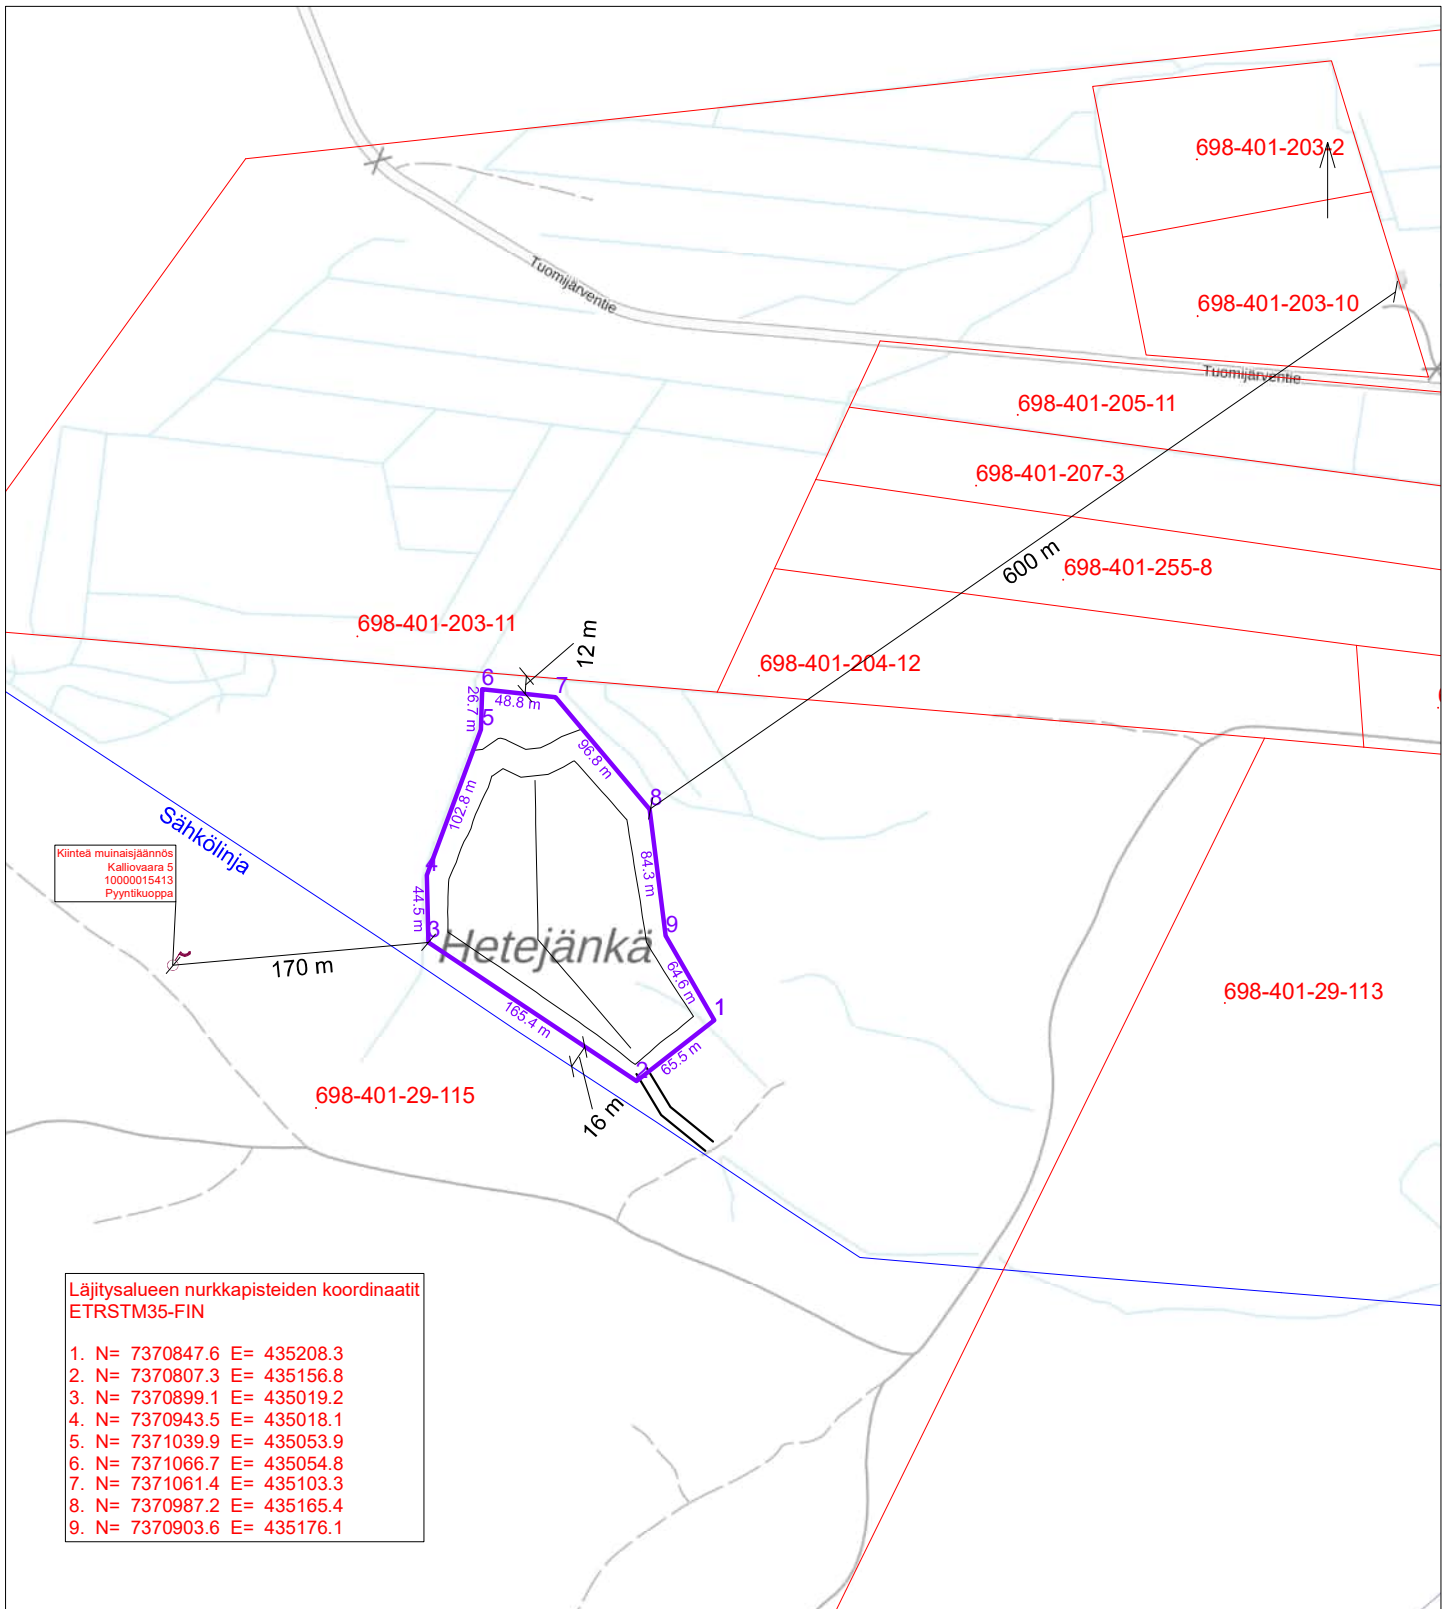 698-401-203-2
Tuomijärventie
698-401-203-10
Tuomijärventie
698-401-205-11
698-401-207-3
600 m
698-401-255-8
698-401-203-11
12 m
698-401-204-12
6
7
48.8 m
26.7 m
5
96.8 m
102.8 m
8
Sähkölinja
84.3 m
Kiinteä muinaisjäännös
Kalliovaara 5
10000015413
Pyyntikuoppa
4
44.5 m
3
9
Hetejänkä
170 m
64.6 m
698-401-29-113
165.4 m
1
2
65.5 m
698-401-29-115
16 m
Läjitysalueen nurkkapisteiden koordinaatit
ETRSTM35-FIN
1. N= 7370847.6 E= 435208.3
2. N= 7370807.3 E= 435156.8
3. N= 7370899.1 E= 435019.2
4. N= 7370943.5 E= 435018.1
5. N= 7371039.9 E= 435053.9
6. N= 7371066.7 E= 435054.8
7. N= 7371061.4 E= 435103.3
8. N= 7370987.2 E= 435165.4
9. N= 7370903.6 E= 435176.1